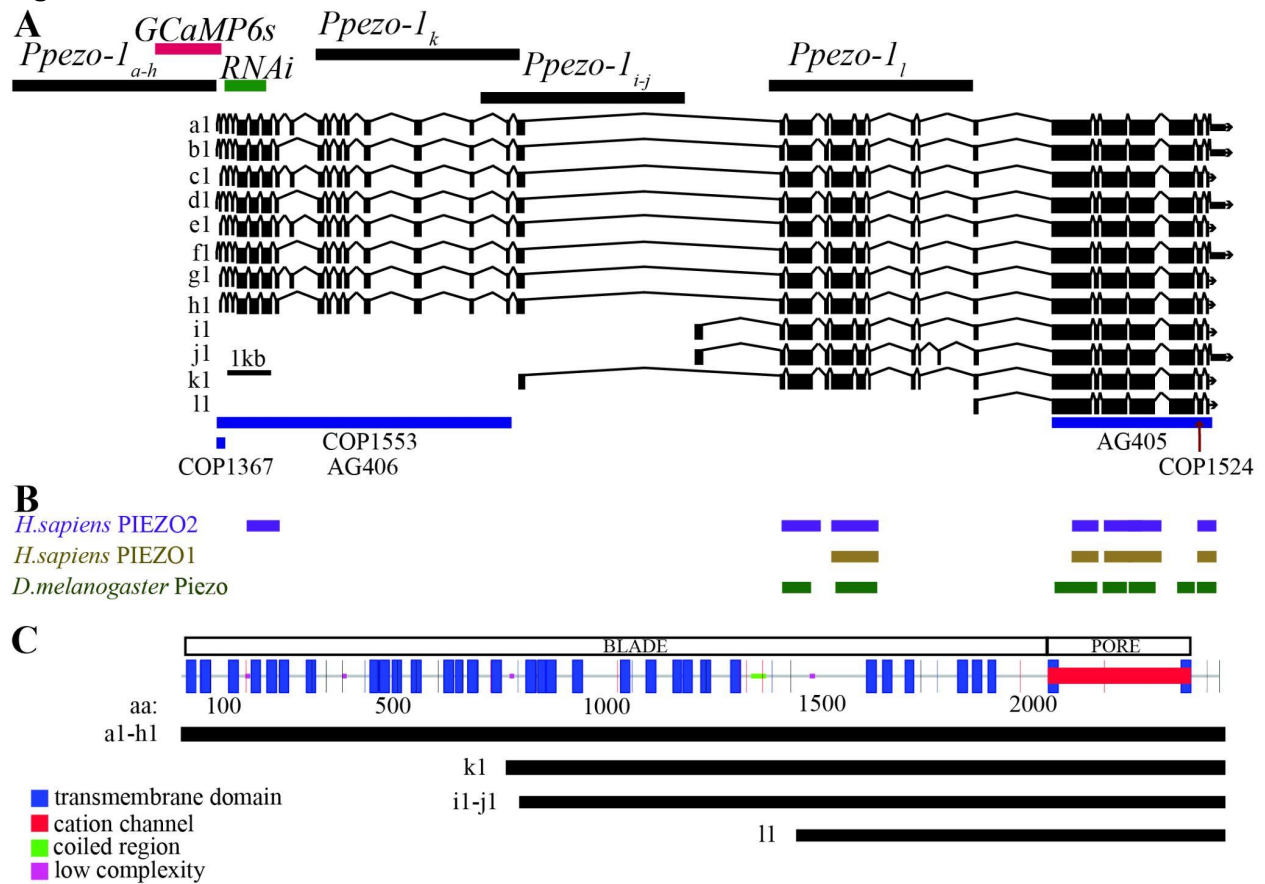 A
GCaMP6s
Ppezo-1k
Ppezo-1a-h
RNAi
Ppezo-1i-j
Ppezo-1l
a1
b1
c1
d1
e1
f1
g1
h1
i1
j1
k1
l1
1kb
COP1553
AG405
COP1367
AG406
COP1524
B
H.sapiens PIEZO2
H.sapiens PIEZO1
D.melanogaster Piezo
C
BLADE PORE
aa: 100 500 1000 1500 2000
a1-h1
k1
i1-j1
l1
transmembrane domain
cation channel
coiled region
low complexity